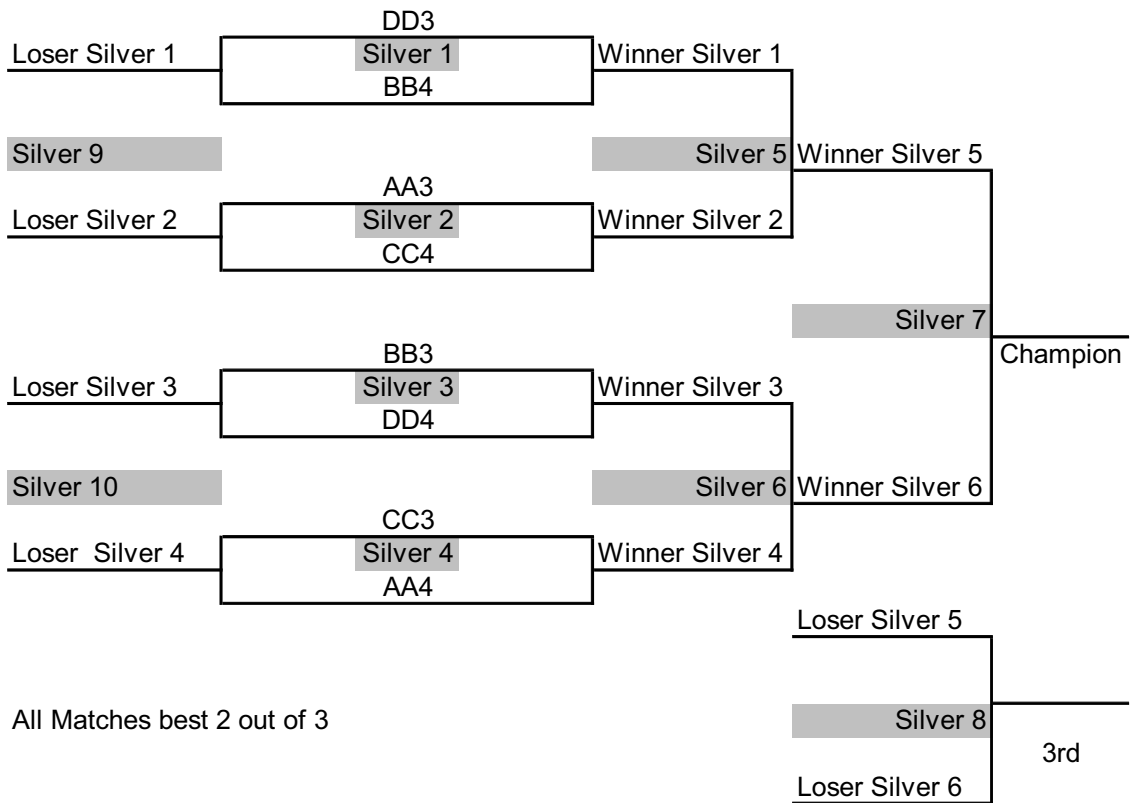 DD3
Loser Silver 1 Silver 1 Winner Silver 1
BB4
Silver 9 Silver 5 Winner Silver 5
AA3
Loser Silver 2 Silver 2 Winner Silver 2
CC4
Silver 7
BB3 Champion
Loser Silver 3 Silver 3 Winner Silver 3
DD4
Silver 10 Silver 6 Winner Silver 6
CC3
Loser  Silver 4 Silver 4 Winner Silver 4
AA4
Loser Silver 5
All Matches best 2 out of 3 Silver 8
3rd
Loser Silver 6